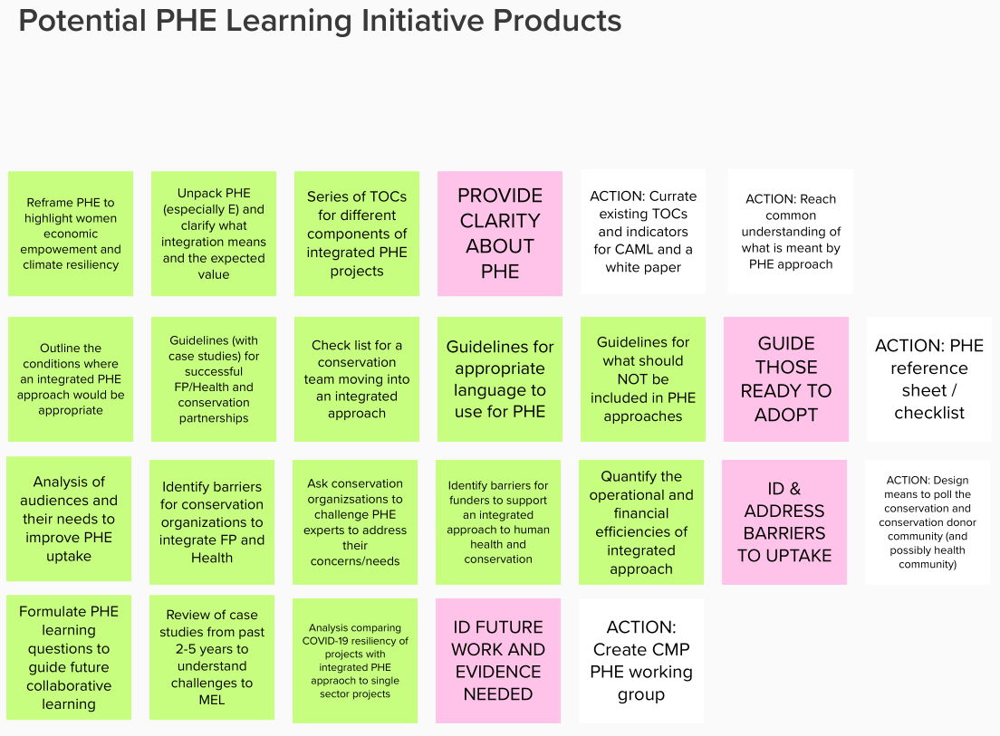 Potential PHE Learning Initiative Products
Reframe PHE to
highlight women
economic
empowement and
climate resiliency
Unpack PHE
(especially E) and
clarify what
integration means
and the expected
value
Series of TOCs
for different
components of
integrated PHE
projects
PROVIDE
CLARITY
ABOUT
PHE
ACTION: Currate
existing TOCs
and indicators
for CAML and a
white paper
ACTION: Reach
common
understanding of
what is meant by
PHE approach
Outline the
conditions where
an integrated PHE
approach would be
appropriate
Guidelines (with
case studies) for
successful
FP/Health and
conservation
partnerships
Check list for a
conservation
team moving into
an integrated
approach
Guidelines for
appropriate
language to
use for PHE
Guidelines for
what should
NOT be
included in PHE
approaches
GUIDE
THOSE
READY TO
ADOPT
ACTION: PHE
reference
sheet /
checklist
Analysis of
audiences and
their needs to
improve PHE
uptake
Identify barriers
for conservation
organizations to
integrate FP and
Health
Ask conservation
organizsations to
challenge PHE
experts to address
their
concerns/needs
Identify barriers for
funders to support
an integrated
approach to human
health and
conservation
Quantify the
operational and
financial
efficiencies of
integrated
approach
ID &
ADDRESS
BARRIERS
TO UPTAKE
ACTION: Design
means to poll the
conservation and
conservation donor
community (and
possibly health
community)
Formulate PHE
learning
questions to
guide future
collaborative
learning
Review of case
studies from past
2-5 years to
understand
challenges to
MEL
Analysis comparing
COVID-19 resiliency of
projects with
integrated PHE
appraoch to single
sector projects
ID FUTURE
WORK AND
EVIDENCE
NEEDED
ACTION:
Create CMP
PHE working
group